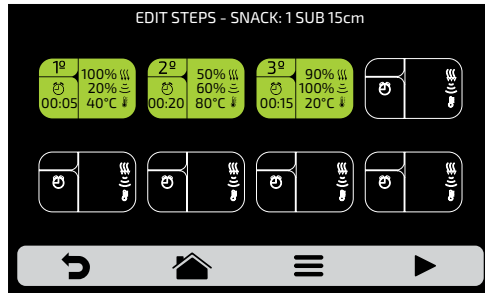 EDIT STEPS - SNACK: 1 SUB 15cm
1º 100%
20%
00:05 40°C
2º 50%
60%
00:20 80°C
3º 90%
100%
00:15 20°C